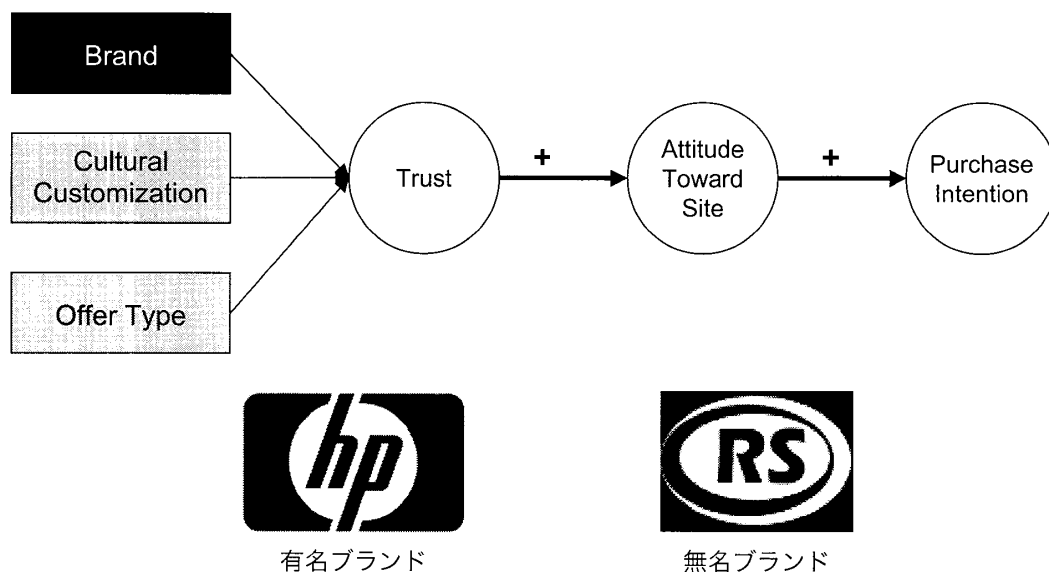 Brand
Cultural
Customization
Offer Type
Trust
+
Attitude
Toward
Site
+
Purchase
Intention
hp
RS
有名ブランド
無名ブランド